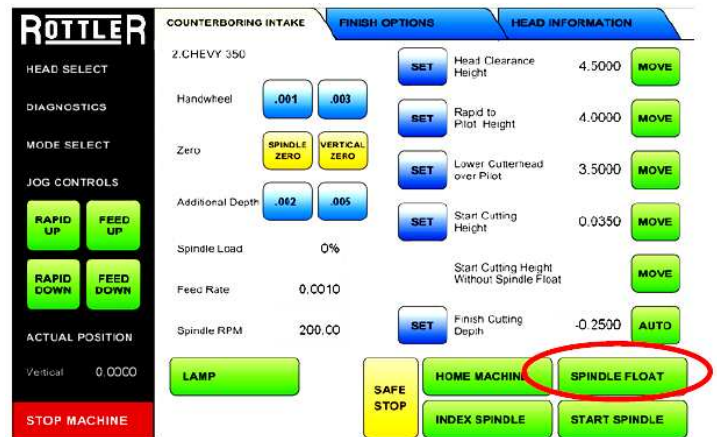 ROTTLER
HEAD SELECT
DIAGNOSTICS
MODE SELECT
JOG CONTROLS
RAPID UP
FEED UP
RAPID DOWN
FEED DOWN
ACTUAL POSITION
Vertical 0.0000
STOP MACHINE
COUNTERBORING INTAKE
FINISH OPTIONS
HEAD INFORMATION
2.CHEVY 350
Handwheel .001 .003
Zero SPINDLE ZERO VERTICAL ZERO
Additional Depth .002 .005
Spindle Load 0%
Feed Rate 0.0010
Spindle RPM 200.00
SET Head Clearance Height 4.5000 MOVE
SET Rapid to Pilot Height 4.0000 MOVE
SET Lower Cutterhead over Pilot 3.5000 MOVE
SET Start Cutting Height 0.0350 MOVE
Start Cutting Height Without Spindle Float MOVE
SET Finish Cutting Depth -0.2500 AUTO
LAMP
SAFE STOP
HOME MACHINE
SPINDLE FLOAT
INDEX SPINDLE
START SPINDLE